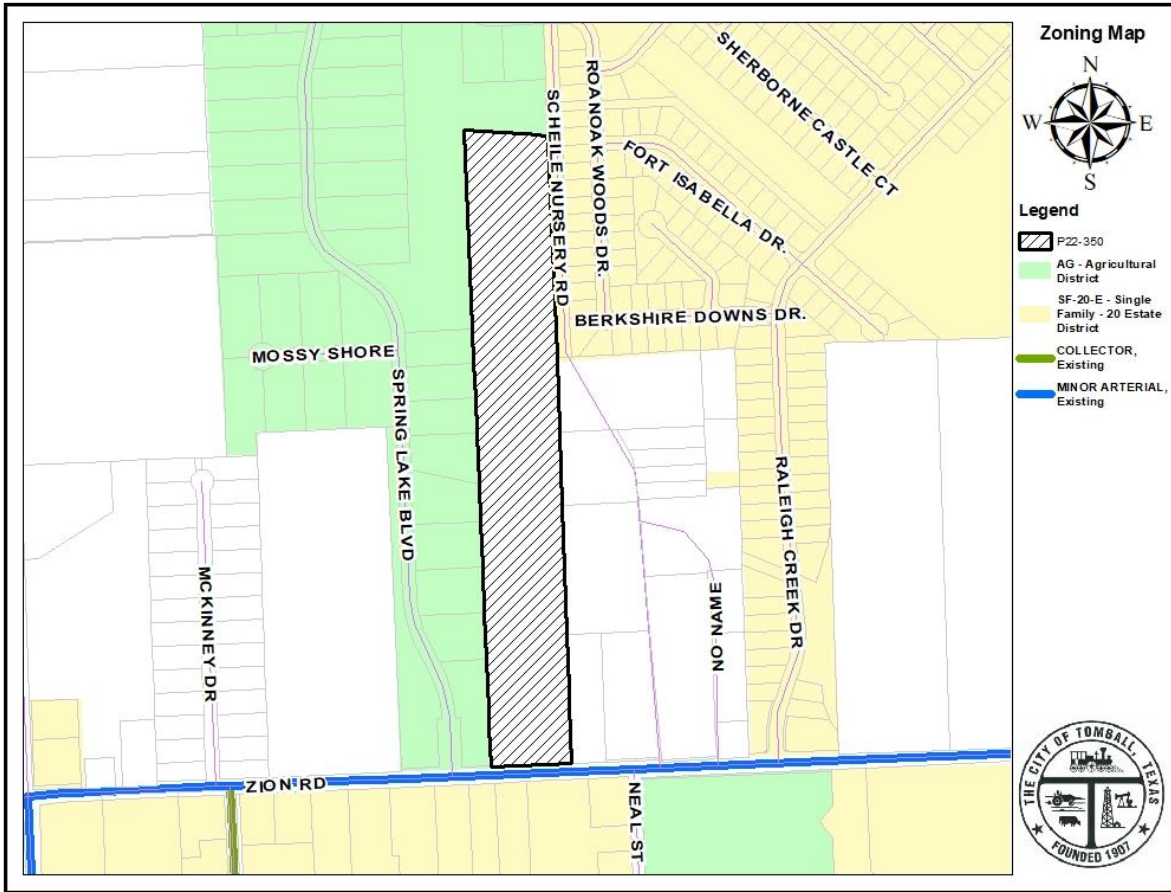 Zoning Map
N
W
E
S
Legend
P22-350
AG - Agricultural
District
SF-20-E - Single
Family - 20 Estate
District
COLLECTOR,
Existing
MINOR ARTERIAL,
Existing
SHERBORNE CASTLE CT
ROANOAK WOODS DR.
SCHEILE NURSERY RD
FORT ISABELLA DR.
BERKSHIRE DOWNS DR.
MOSSY SHORE
SPRING LAKE BLVD
RALEIGH CREEK DR
MCKINNEY DR
NO NAME
ZION RD
NEAL ST
THE CITY OF TOMBALL, TEXAS
FOUNDED 1907